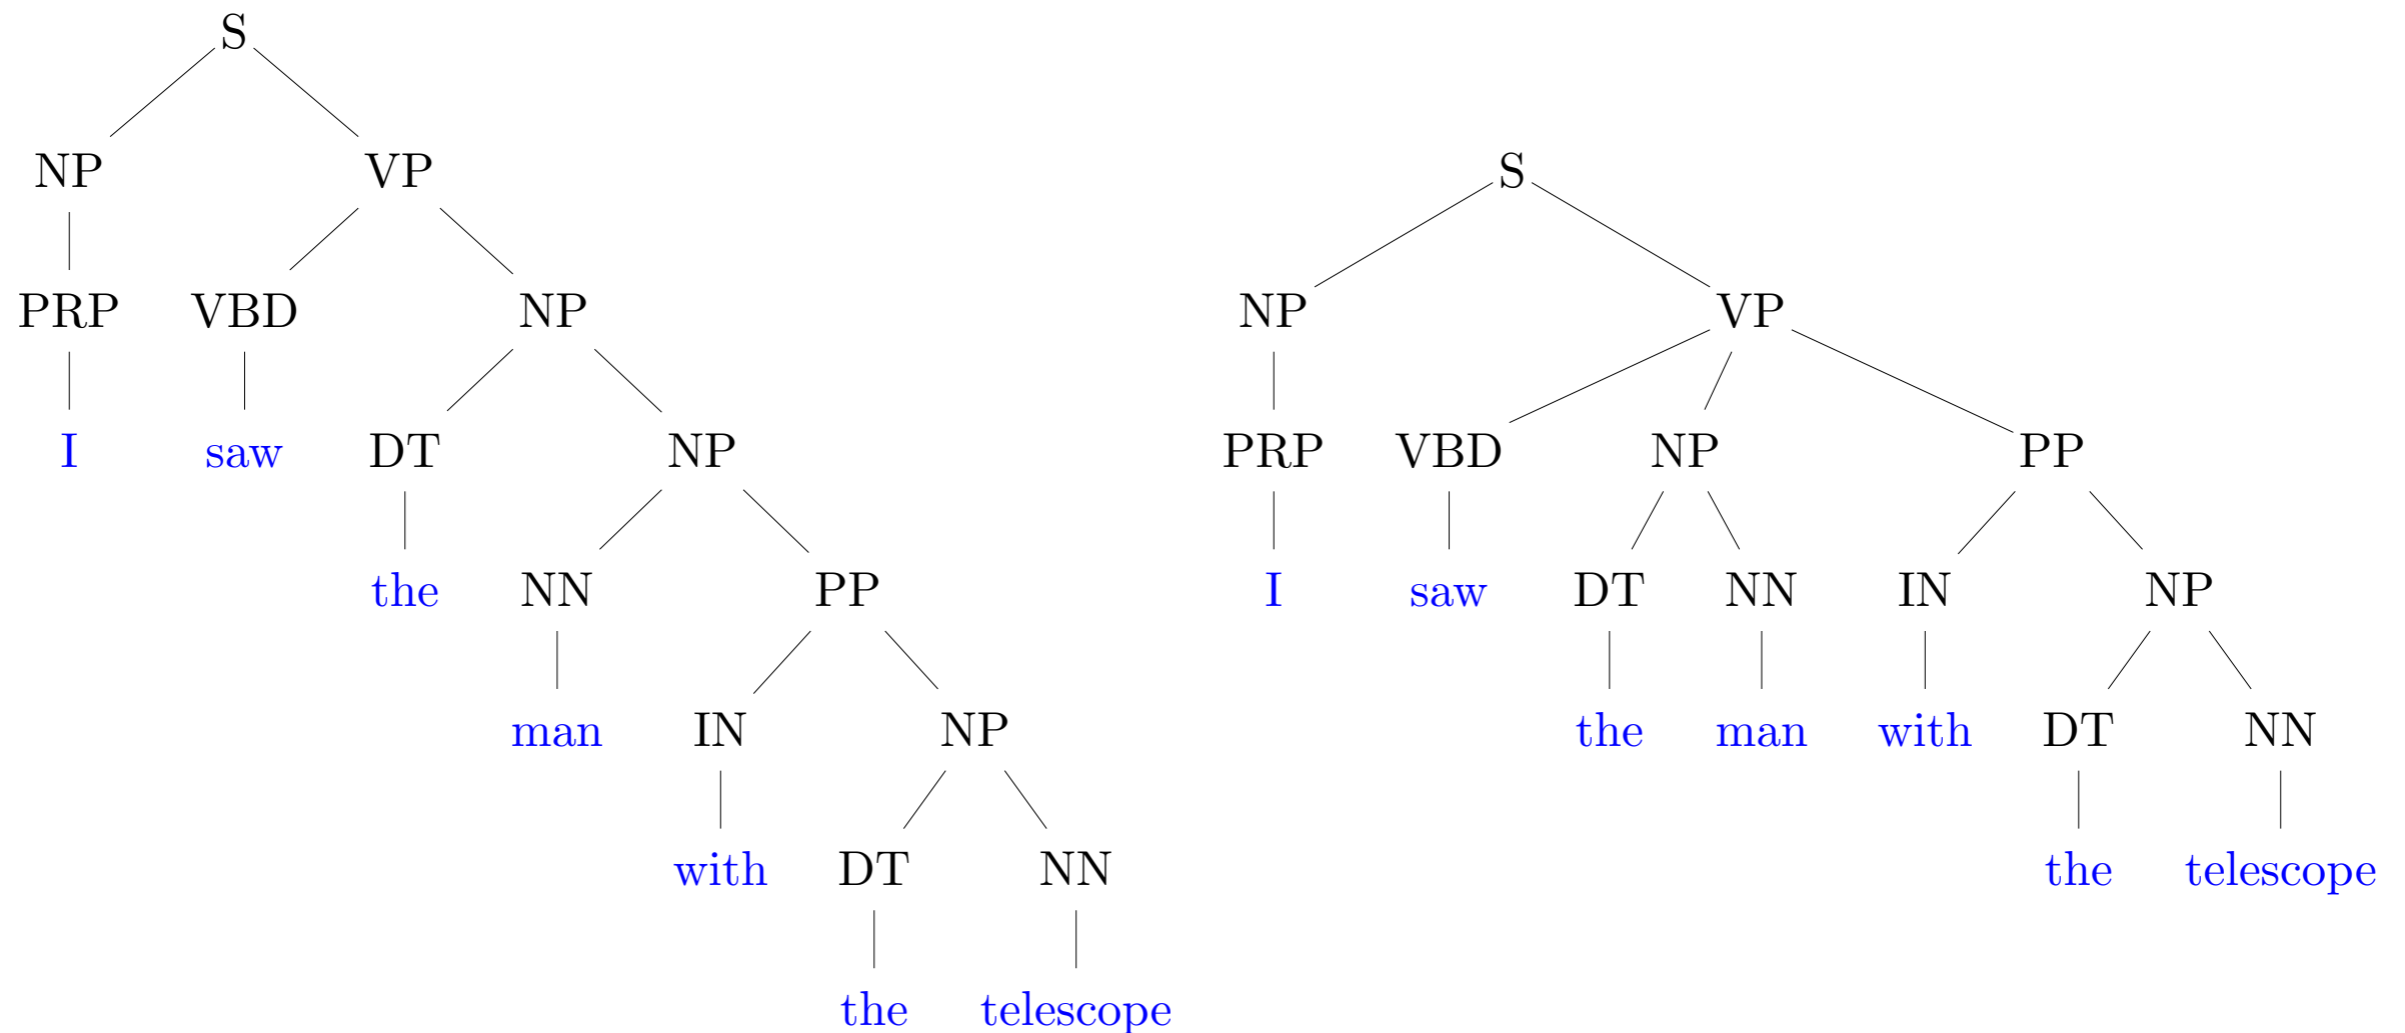 S
NP VP S
PRP VBD NP NP VP
I saw DT NP PRP VBD NP PP
the NN PP I saw DT NN IN NP
man IN NP the man with DT NN
with DT NN the telescope
the telescope